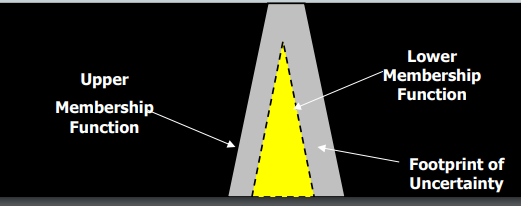 Upper
Membership
Function
Lower
Membership
Function
Footprint of
Uncertainty